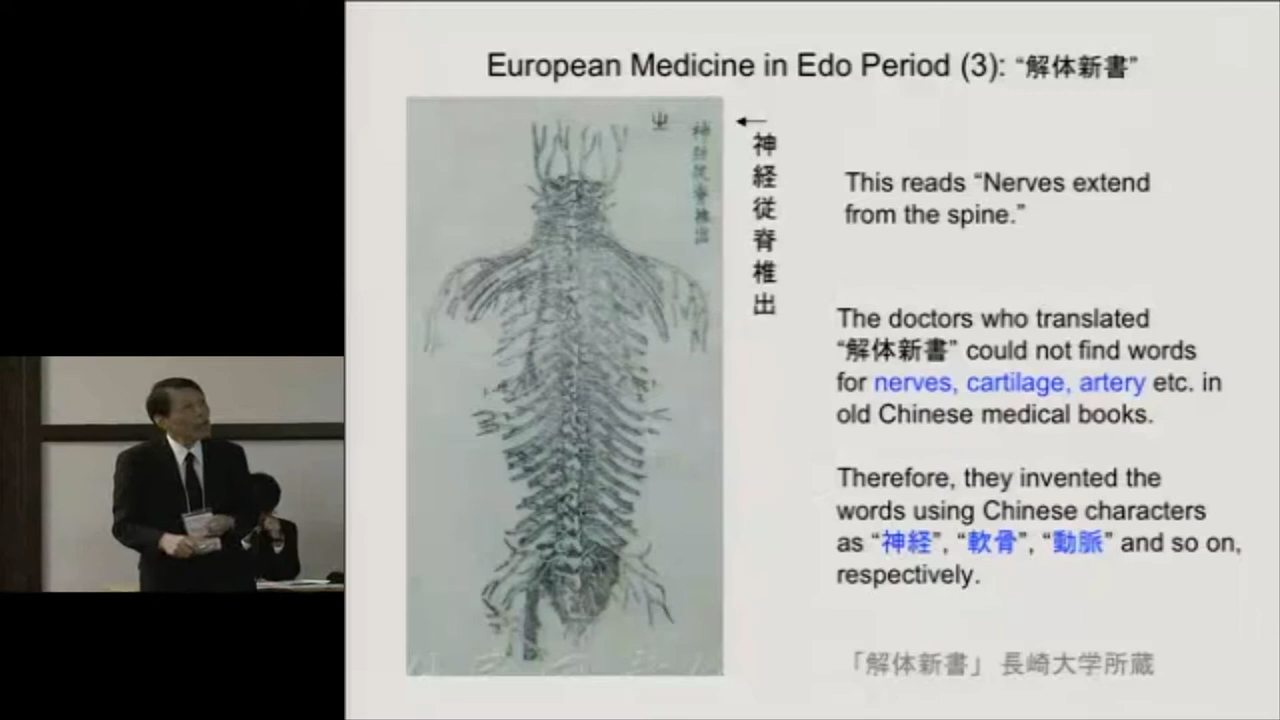 European Medicine in Edo Period (3): “解体新書”
神経従脊椎出
This reads “Nerves extend
from the spine.”
The doctors who translated
“解体新書” could not find words
for nerves, cartilage, artery etc. in
old Chinese medical books.
Therefore, they invented the
words using Chinese characters
as “神経”, “軟骨”, “動脈” and so on,
respectively.
「解体新書」 長崎大学所蔵